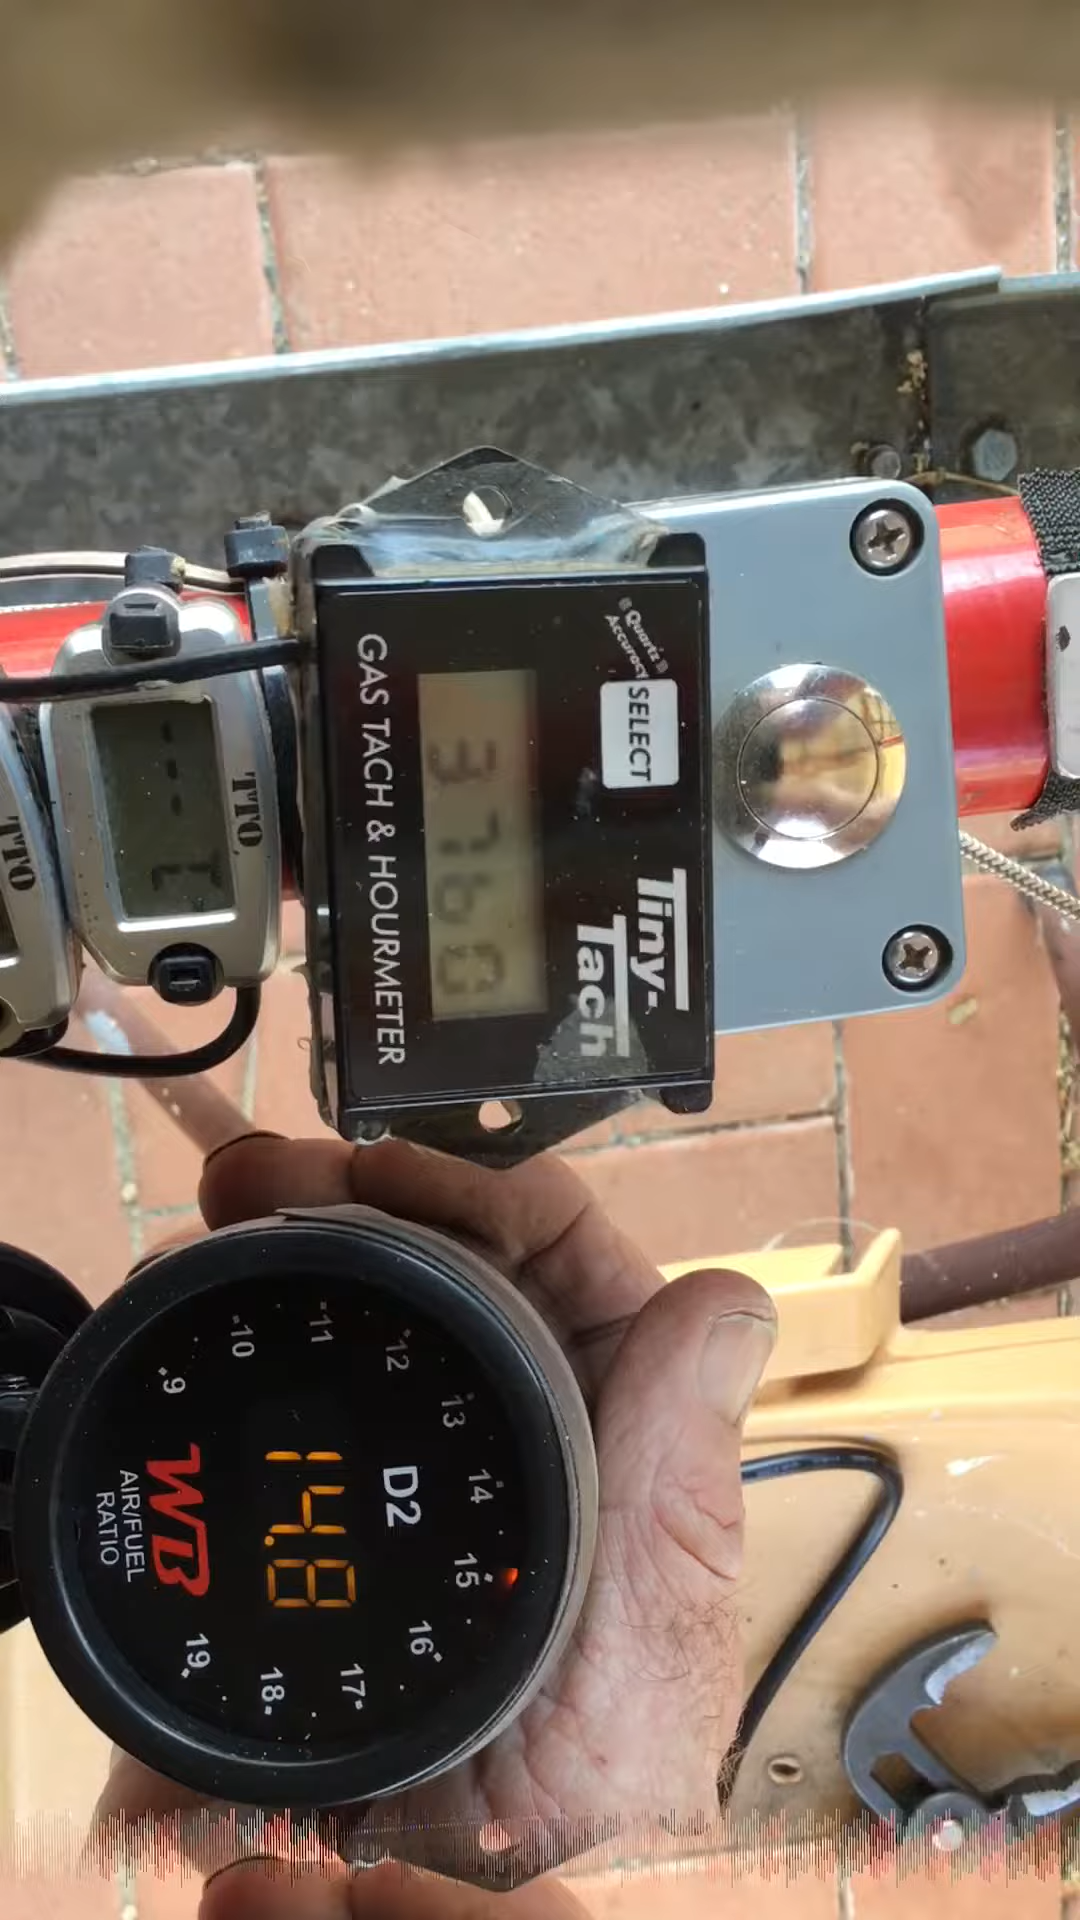 TTO
TTO
Quartz
Accuracy
SELECT
Tiny-
Tach
3760
GAS TACH & HOURMETER
D2
14.8
WB
AIR/FUEL
RATIO
9
10
11
12
13
14
15
16
17
18
19